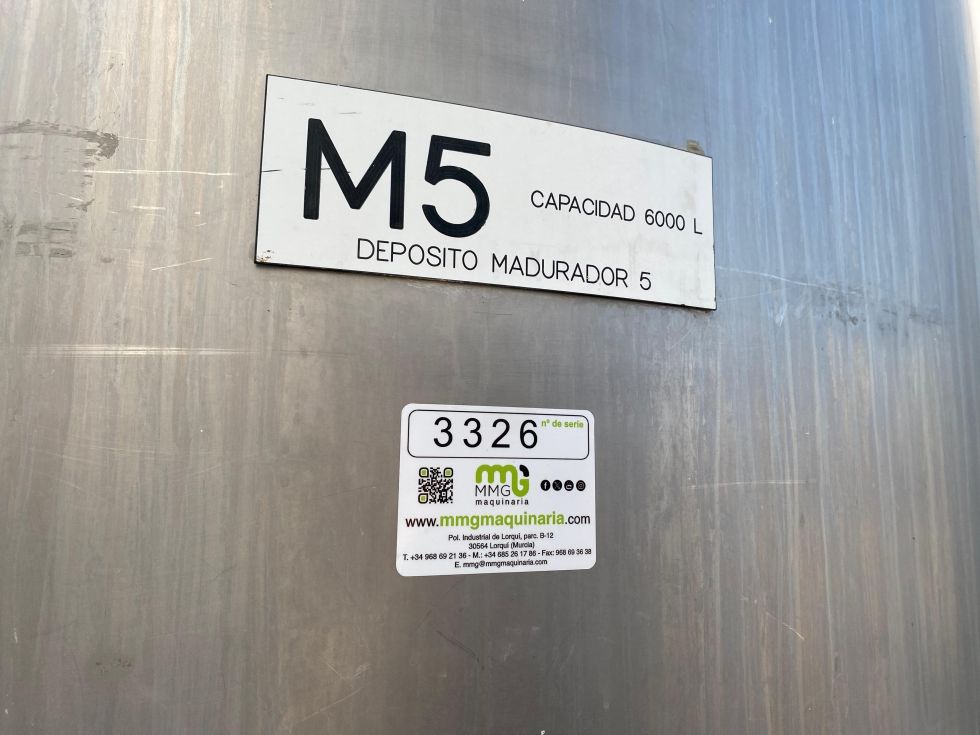 M5
CAPACIDAD 6000 L
DEPOSITO MADURADOR 5
3326 nº de serie
MMG
maquinaria
www.mmgmaquinaria.com
Pol. Industrial de Lorquí, parc. B-12
30564 Lorquí (Murcia)
T. +34 968 69 21 36 - M.: +34 685 26 17 86 - Fax: 968 69 36 38
E. mmg@mmgmaquinaria.com